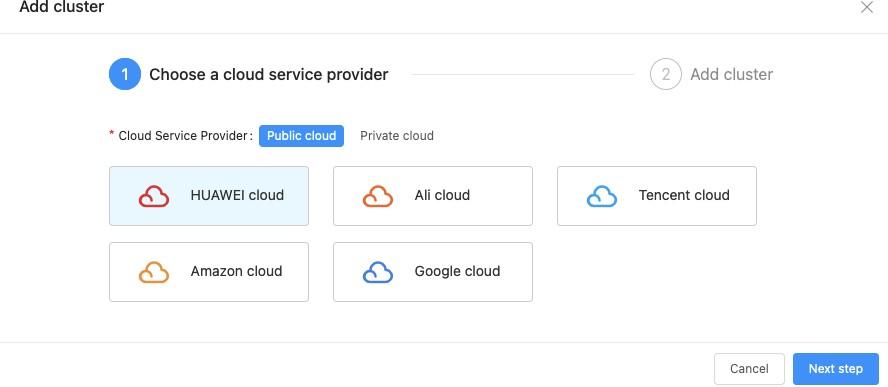 Add cluster
1 Choose a cloud service provider 2 Add cluster
* Cloud Service Provider: Public cloud Private cloud
HUAWEI cloud Ali cloud Tencent cloud
Amazon cloud Google cloud
Cancel Next step